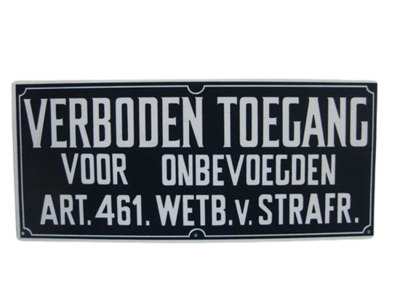 VERBODEN TOEGANG
VOOR ONBEVOEGDEN
ART. 461. WETB. v. STRAFR.